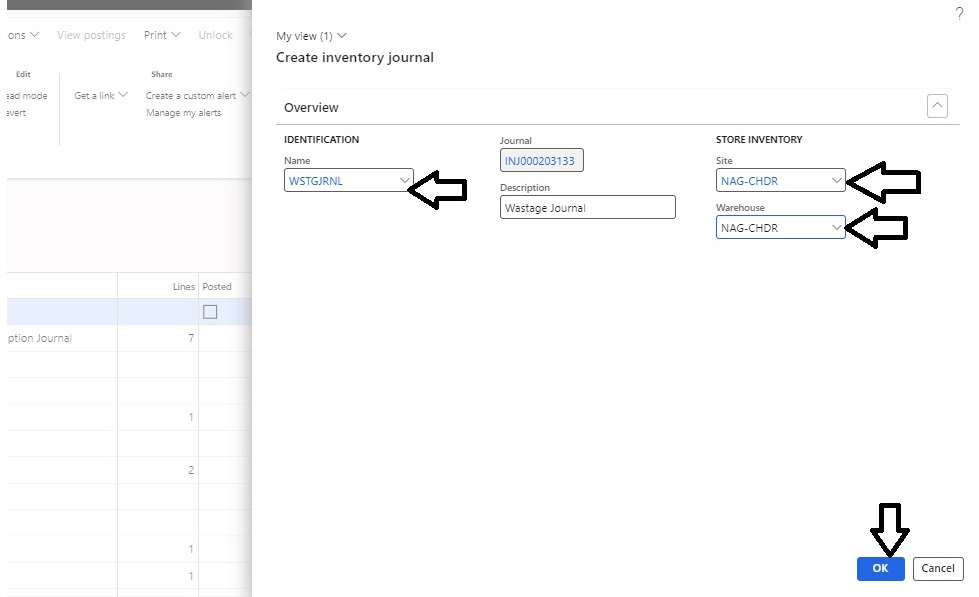 ons View postings Print Unlock
Edit Share
ead mode Get a link Create a custom alert
evert Manage my alerts
Lines Posted
ption Journal 7
1
2
1
1
?
My view (1)
Create inventory journal
Overview
IDENTIFICATION
Name
WSTGJRNL
Journal
INJ000203133
Description
Wastage Journal
STORE INVENTORY
Site
NAG-CHDR
Warehouse
NAG-CHDR
OK Cancel